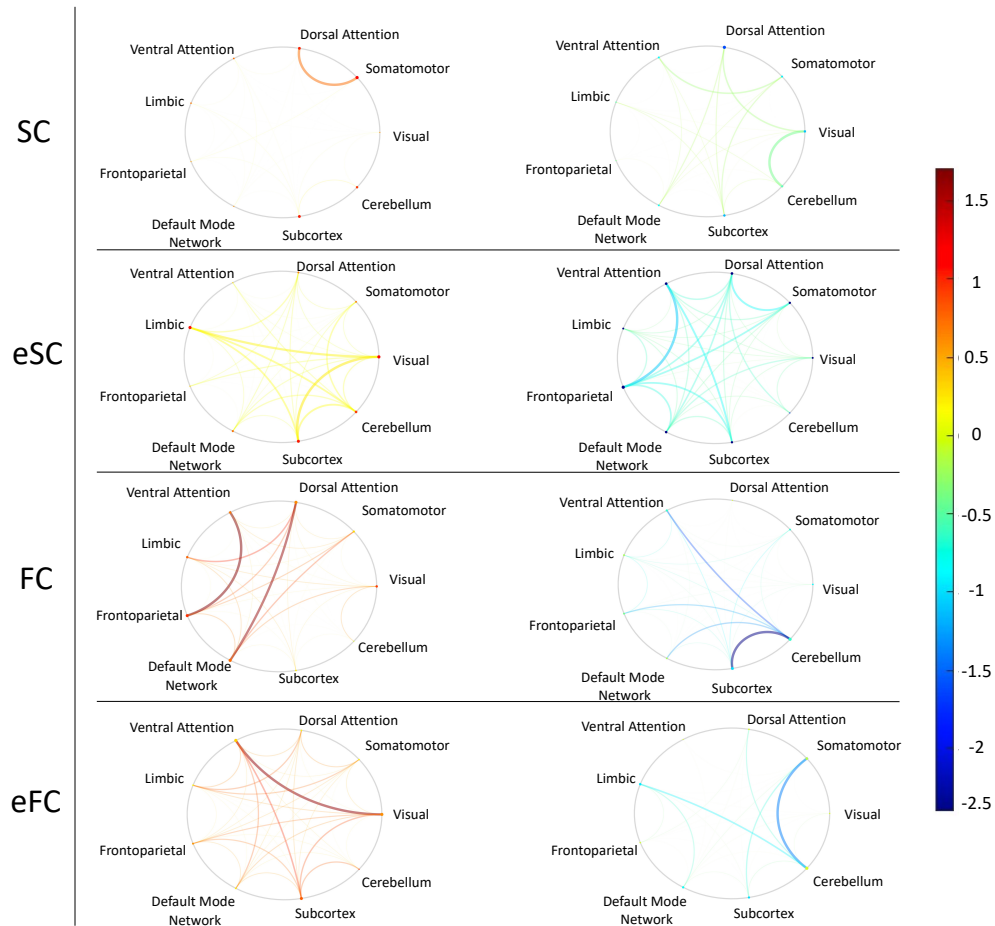 SC
Ventral Attention
Dorsal Attention
Somatomotor
Limbic
Visual
Frontoparietal
Cerebellum
Default Mode
Network
Subcortex
Ventral Attention
Dorsal Attention
Somatomotor
Limbic
Visual
Frontoparietal
Cerebellum
Default Mode
Network
Subcortex
eSC
Ventral Attention
Dorsal Attention
Somatomotor
Limbic
Visual
Frontoparietal
Cerebellum
Default Mode
Network
Subcortex
Ventral Attention
Dorsal Attention
Somatomotor
Limbic
Visual
Frontoparietal
Cerebellum
Default Mode
Network
Subcortex
FC
Ventral Attention
Dorsal Attention
Somatomotor
Limbic
Visual
Frontoparietal
Cerebellum
Default Mode
Network
Subcortex
Ventral Attention
Dorsal Attention
Somatomotor
Limbic
Visual
Frontoparietal
Cerebellum
Default Mode
Network
Subcortex
eFC
Ventral Attention
Dorsal Attention
Somatomotor
Limbic
Visual
Frontoparietal
Cerebellum
Default Mode
Network
Subcortex
Ventral Attention
Dorsal Attention
Somatomotor
Limbic
Visual
Frontoparietal
Cerebellum
Default Mode
Network
Subcortex
1.5
1
0.5
0
-0.5
-1
-1.5
-2
-2.5